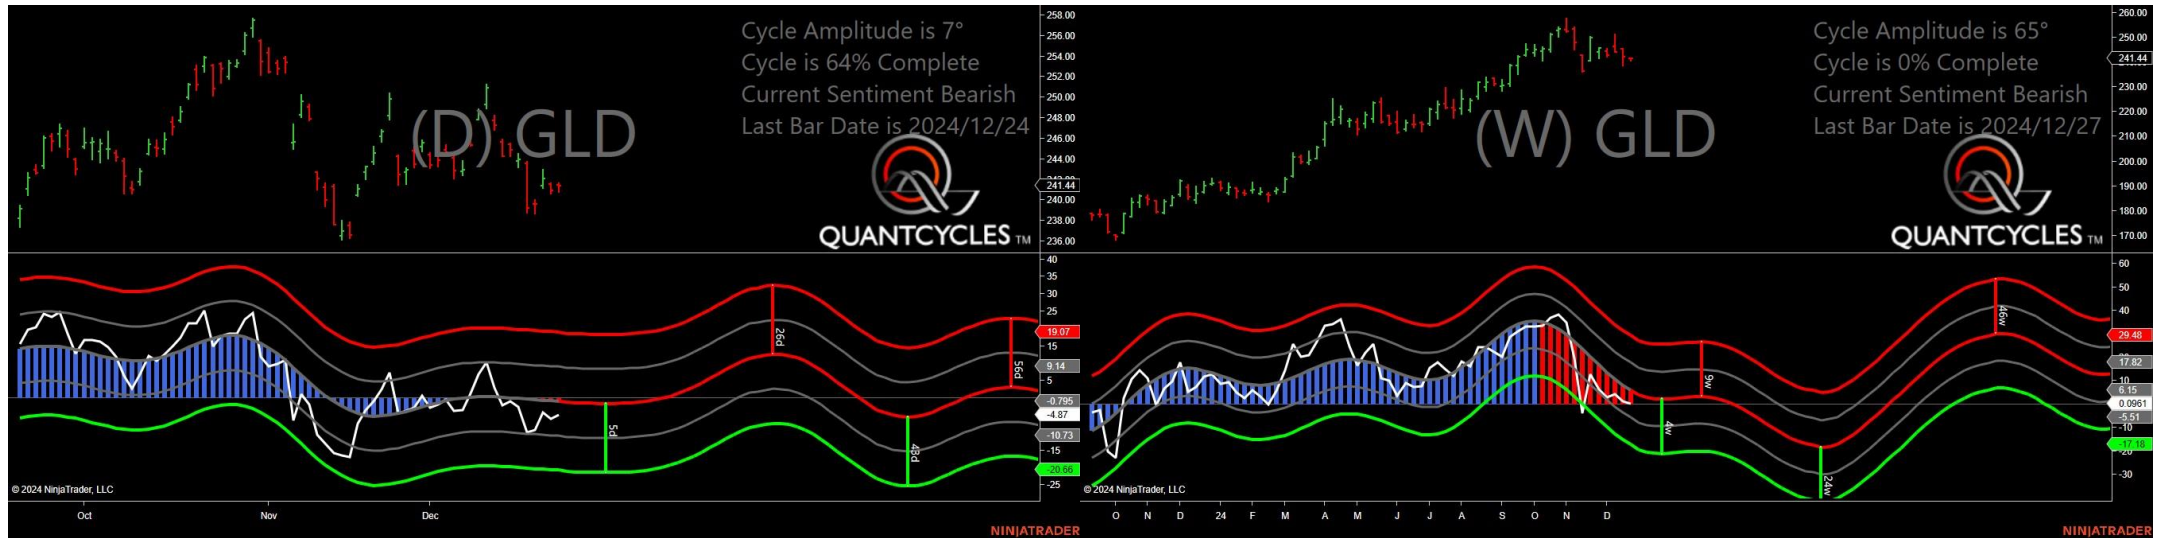 Cycle Amplitude is 7°
Cycle is 64% Complete
Current Sentiment Bearish
Last Bar Date is 2024/12/24
(D) GLD
QUANTCYCLES TM
258.00
256.00
254.00
252.00
250.00
248.00
246.00
244.00
241.44
240.00
238.00
236.00
40
35
30
25
19.07
15
9.14
5
-0.795
-4.87
-10.73
-15
-20.66
-25
26d
56d
5d
43d
© 2024 NinjaTrader, LLC
Oct
Nov
Dec
NINJATRADER
Cycle Amplitude is 65°
Cycle is 0% Complete
Current Sentiment Bearish
Last Bar Date is 2024/12/27
(W) GLD
QUANTCYCLES TM
260.00
250.00
241.44
230.00
220.00
210.00
200.00
190.00
180.00
170.00
60
50
40
29.48
17.82
10
6.15
0.0961
-5.51
-10
-17.18
-20
-30
46w
9w
4w
24w
© 2024 NinjaTrader, LLC
O N D 24 F M A M J J A S O N D
NINJATRADER